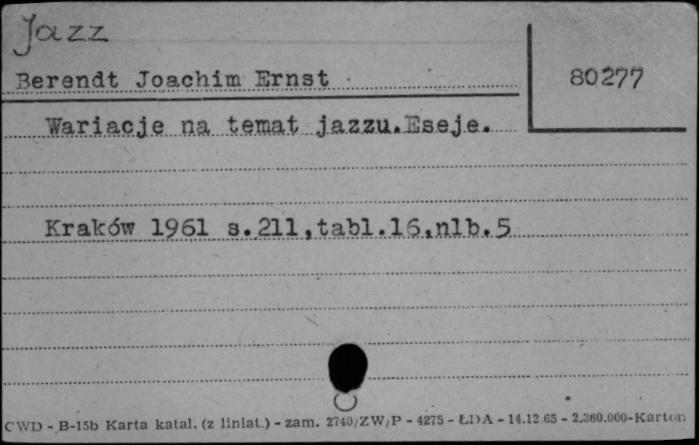 Jazz
Berendt Joachim Ernst
80277
Wariacje na temat jazzu.Eseje.
Kraków 1961 s.211,tabl.16,nlb.5
CWD - B-15b Karta katal. (z liniat.) - zam. 2740/ZW/P - 4275 - ŁDA - 14.12.65 - 2.360.000-Karton